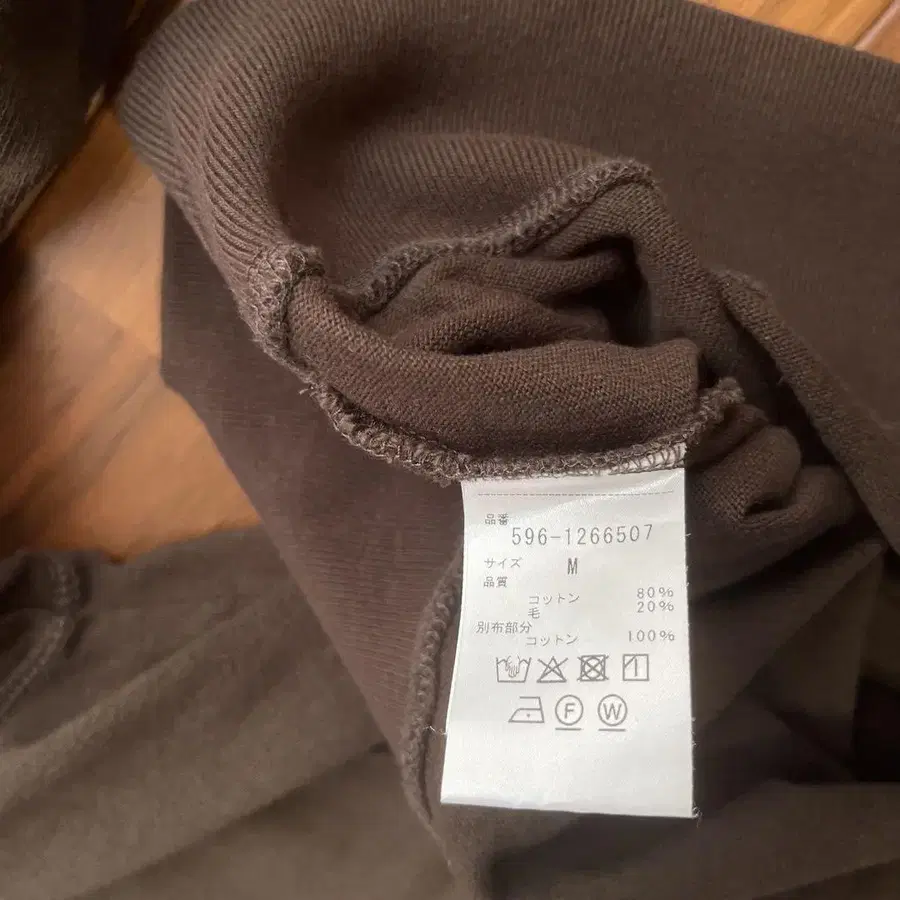 品番
596-1266507
サイズ M
品質
コットン 80%
毛 20%
別布部分
コットン 100%
F W